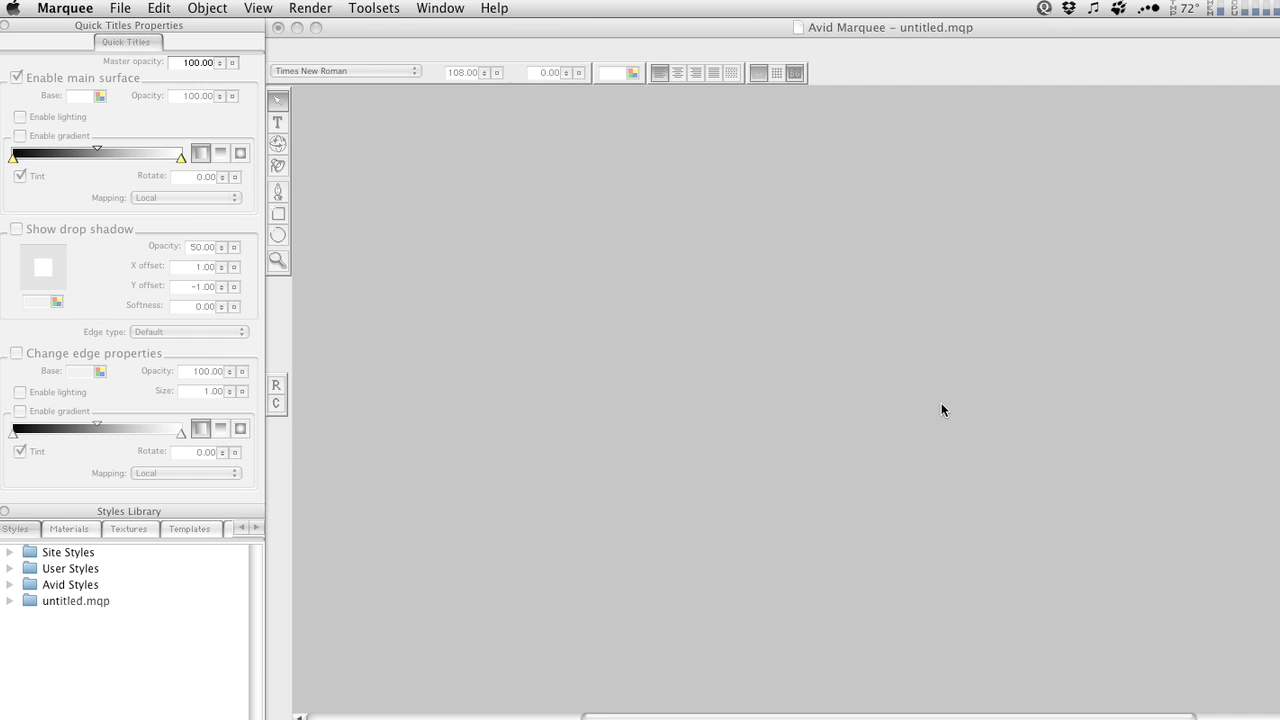 Marquee File Edit Object View Render Toolsets Window Help 72°
Quick Titles Properties
Avid Marquee – untitled.mqp
Quick Titles
Master opacity: 100.00
Times New Roman 108.00 0.00
Enable main surface
Base: Opacity: 100.00
Enable lighting
T
Enable gradient
Tint Rotate: 0.00
Mapping: Local
Show drop shadow
Opacity: 50.00
X offset: 1.00
Y offset: -1.00
Softness: 0.00
Edge type: Default
Change edge properties
Base: Opacity: 100.00
R
Enable lighting Size: 1.00
C
Enable gradient
Tint Rotate: 0.00
Mapping: Local
Styles Library
Styles Materials Textures Templates
Site Styles
User Styles
Avid Styles
untitled.mqp